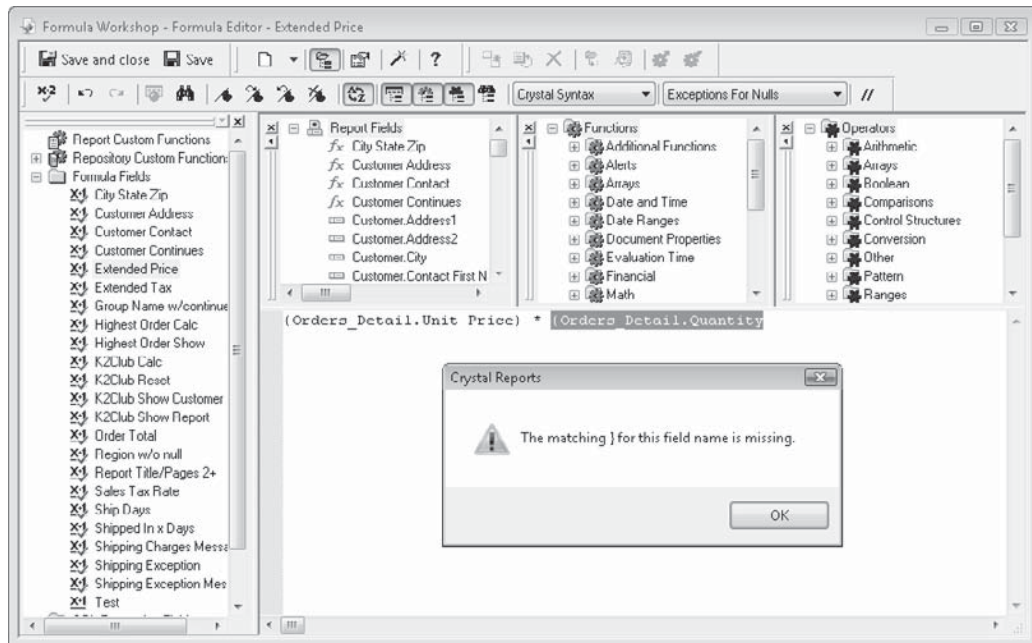 Formula Workshop - Formula Editor - Extended Price
Save and close Save ?
Crystal Syntax Exceptions For Nulls //
Report Custom Functions
Repository Custom Function
Formula Fields
City State Zip
Customer Address
Customer Contact
Customer Continues
Extended Price
Extended Tax
Group Name w/continue
Highest Order Calc
Highest Order Show
K2Club Calc
K2Club Reset
K2Club Show Customer
K2Club Show Report
Order Total
Region w/o null
Report Title/Pages 2+
Sales Tax Rate
Ship Days
Shipped In x Days
Shipping Charges Messa
Shipping Exception
Shipping Exception Mes
Test
Report Fields
City State Zip
Customer Address
Customer Contact
Customer Continues
Customer.Address1
Customer.Address2
Customer.City
Customer.Contact First N
Functions
Additional Functions
Alerts
Arrays
Date and Time
Date Ranges
Document Properties
Evaluation Time
Financial
Math
Operators
Arithmetic
Arrays
Boolean
Comparisons
Control Structures
Conversion
Other
Pattern
Ranges
{Orders_Detail.Unit Price} * {Orders_Detail.Quantity
Crystal Reports
The matching } for this field name is missing.
OK